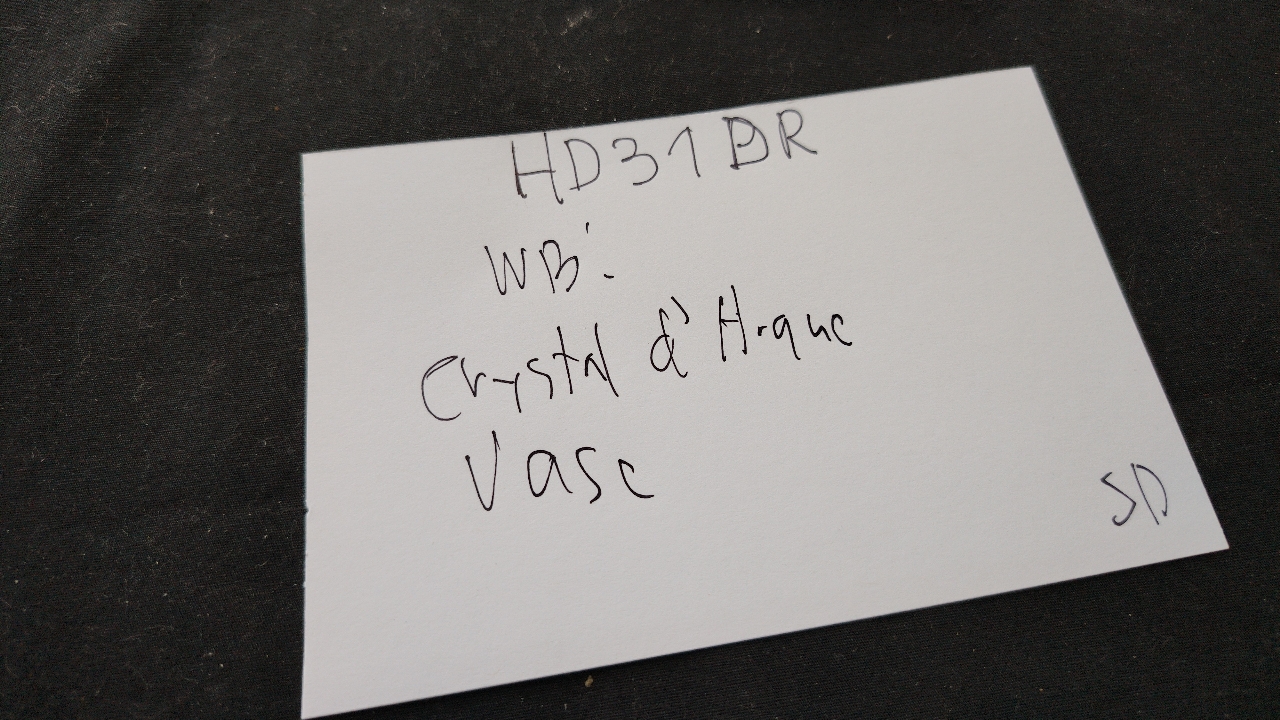 HD31BR
WB:
Crystal d'Arque
Vase
SD